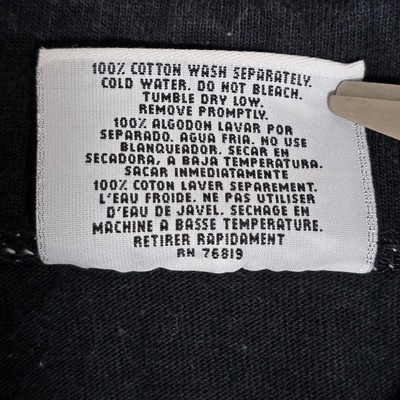 100% COTTON WASH SEPARATELY.
COLD WATER. DO NOT BLEACH.
TUMBLE DRY LOW.
REMOVE PROMPTLY.
100% ALGODON LAVAR POR
SEPARADO. AGUA FRIA. NO USE
BLANQUEADOR. SECAR EN
SECADORA, A BAJA TEMPERATURA.
SACAR INMEDIATAMENTE
100% COTON LAVER SEPAREMENT.
L'EAU FROIDE. NE PAS UTILISER
D'EAU DE JAVEL. SECHAGE EN
MACHINE A BASSE TEMPERATURE.
RETIRER RAPIDAMENT
RN 76819